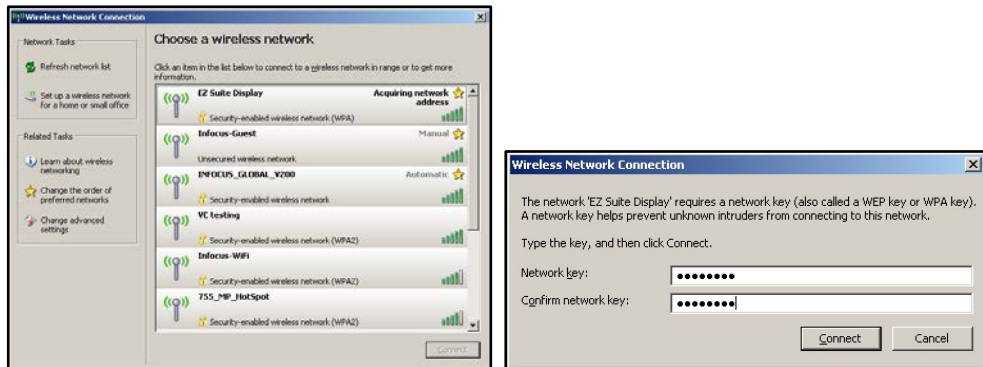 Wireless Network Connection
Network Tasks
Refresh network list
Set up a wireless network
for a home or small office
Related Tasks
Learn about wireless
networking
Change the order of
preferred networks
Change advanced
settings
Choose a wireless network
Click an item in the list below to connect to a wireless network in range or to get more
information.
EZ Suite Display
Acquiring network
address
Security-enabled wireless network (WPA)
Infocus-Guest
Manual
Unsecured wireless network
INFOCUS_GLOBAL_V200
Automatic
Security-enabled wireless network
VC testing
Security-enabled wireless network (WPA2)
Infocus-WiFi
Security-enabled wireless network (WPA2)
755_MP_HotSpot
Security-enabled wireless network (WPA2)
Connect
Wireless Network Connection
The network 'EZ Suite Display' requires a network key (also called a WEP key or WPA key).
A network key helps prevent unknown intruders from connecting to this network.
Type the key, and then click Connect.
Network key:
••••••••
Confirm network key:
••••••••
Connect
Cancel